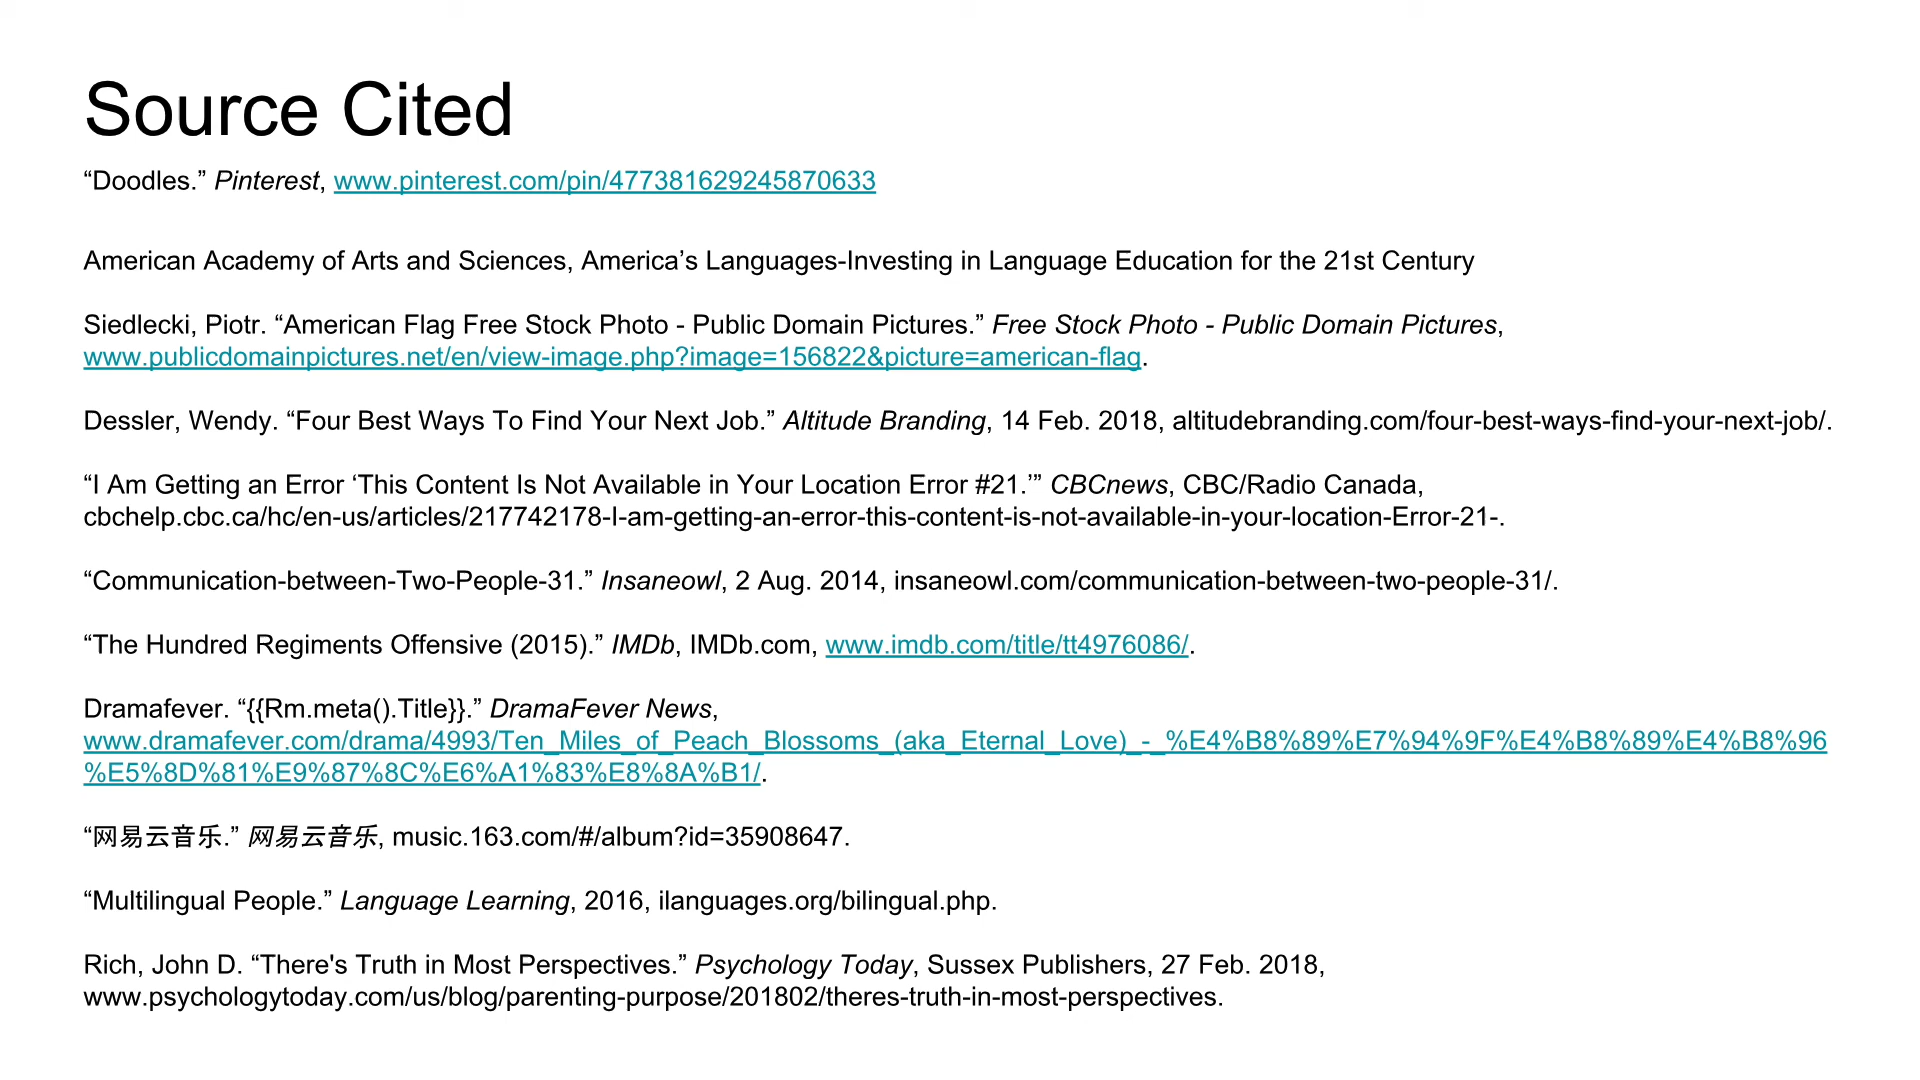 Source Cited
“Doodles.” Pinterest, www.pinterest.com/pin/477381629245870633
American Academy of Arts and Sciences, America’s Languages-Investing in Language Education for the 21st Century
Siedlecki, Piotr. “American Flag Free Stock Photo - Public Domain Pictures.” Free Stock Photo - Public Domain Pictures,
www.publicdomainpictures.net/en/view-image.php?image=156822&picture=american-flag.
Dessler, Wendy. “Four Best Ways To Find Your Next Job.” Altitude Branding, 14 Feb. 2018, altitudebranding.com/four-best-ways-find-your-next-job/.
“I Am Getting an Error ‘This Content Is Not Available in Your Location Error #21.’” CBCnews, CBC/Radio Canada,
cbchelp.cbc.ca/hc/en-us/articles/217742178-I-am-getting-an-error-this-content-is-not-available-in-your-location-Error-21-.
“Communication-between-Two-People-31.” Insaneowl, 2 Aug. 2014, insaneowl.com/communication-between-two-people-31/.
“The Hundred Regiments Offensive (2015).” IMDb, IMDb.com, www.imdb.com/title/tt4976086/.
Dramafever. “{{Rm.meta().Title}}.” DramaFever News,
www.dramafever.com/drama/4993/Ten_Miles_of_Peach_Blossoms_(aka_Eternal_Love)_-_%E4%B8%89%E7%94%9F%E4%B8%89%E4%B8%96
%E5%8D%81%E9%87%8C%E6%A1%83%E8%8A%B1/.
“网易云音乐.” 网易云音乐, music.163.com/#/album?id=35908647.
“Multilingual People.” Language Learning, 2016, ilanguages.org/bilingual.php.
Rich, John D. “There's Truth in Most Perspectives.” Psychology Today, Sussex Publishers, 27 Feb. 2018,
www.psychologytoday.com/us/blog/parenting-purpose/201802/theres-truth-in-most-perspectives.